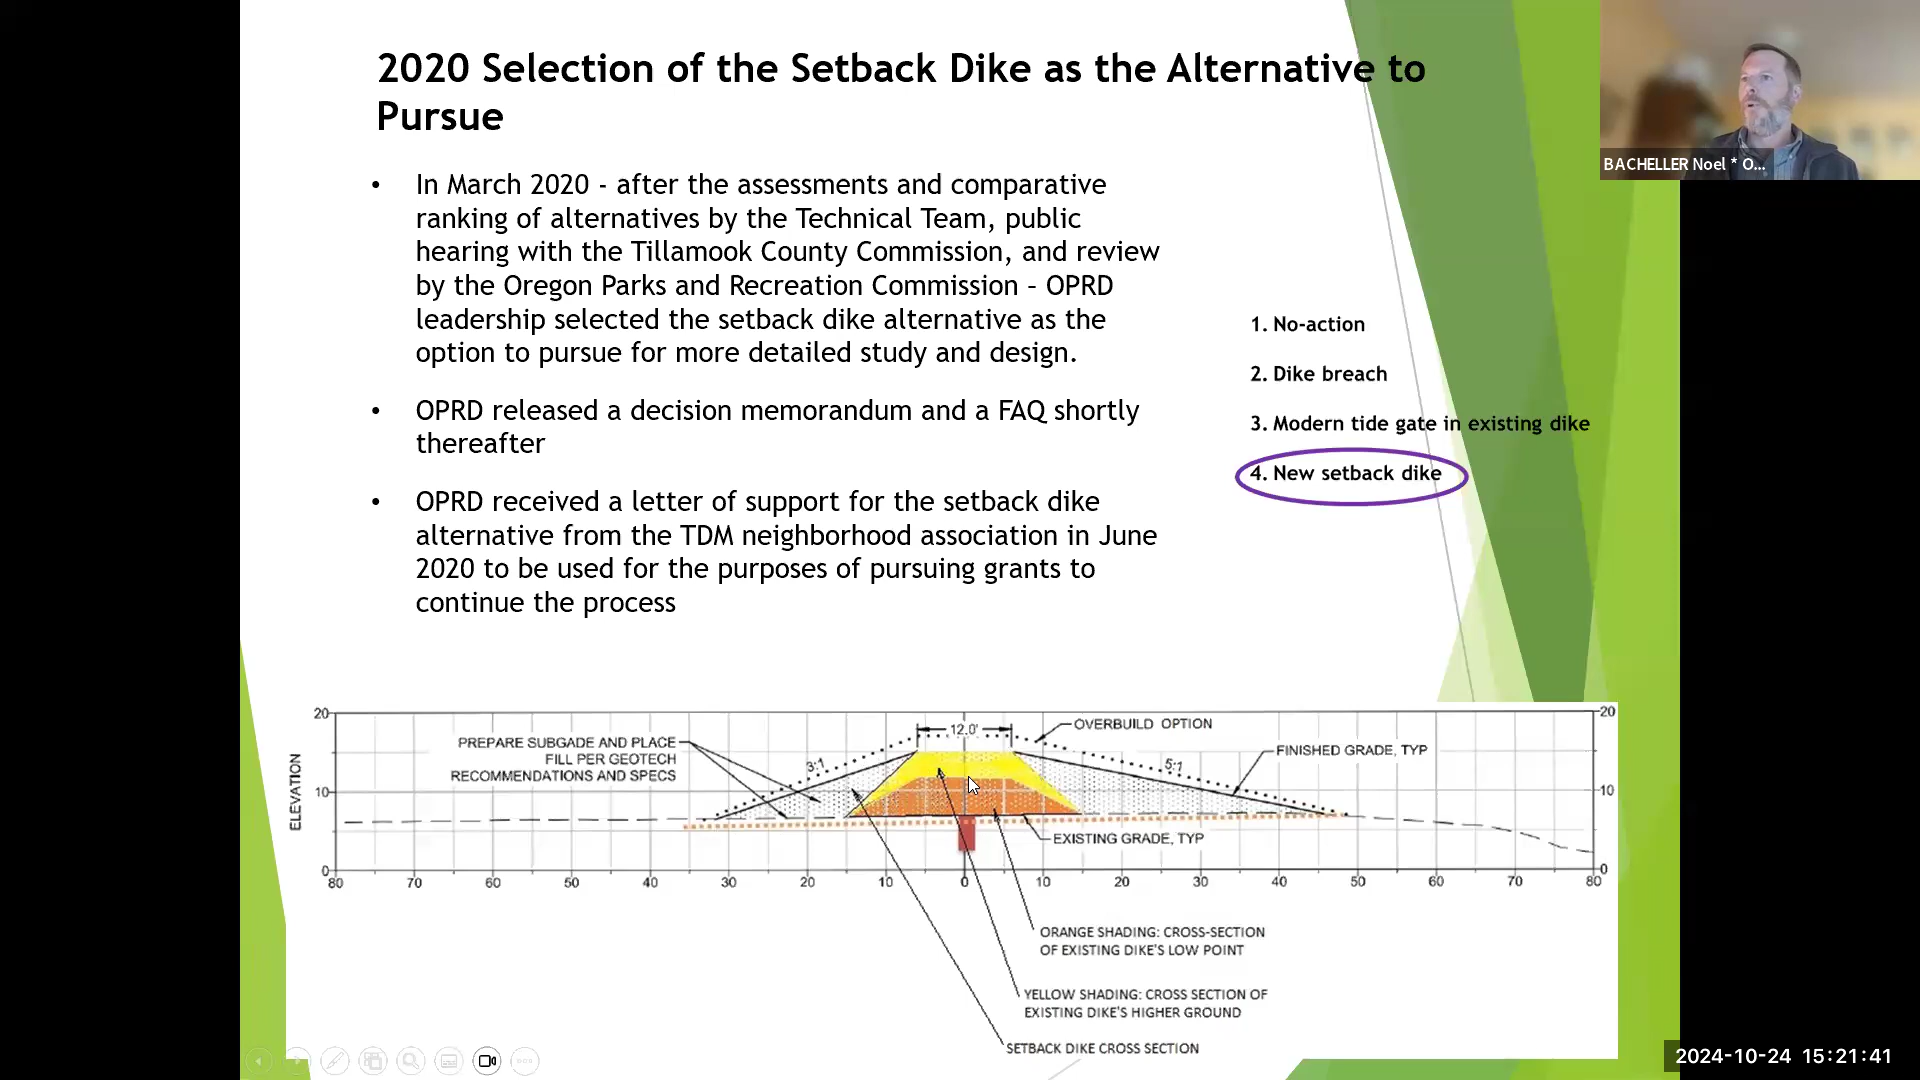 2020 Selection of the Setback Dike as the Alternative to
Pursue
BACHELLER Noel * O...
• In March 2020 - after the assessments and comparative
ranking of alternatives by the Technical Team, public
hearing with the Tillamook County Commission, and review
by the Oregon Parks and Recreation Commission – OPRD
leadership selected the setback dike alternative as the
option to pursue for more detailed study and design.
• OPRD released a decision memorandum and a FAQ shortly
thereafter
• OPRD received a letter of support for the setback dike
alternative from the TDM neighborhood association in June
2020 to be used for the purposes of pursuing grants to
continue the process
1. No-action
2. Dike breach
3. Modern tide gate in existing dike
4. New setback dike
20
20
12.0'
OVERBUILD OPTION
PREPARE SUBGADE AND PLACE
FILL PER GEOTECH
RECOMMENDATIONS AND SPECS
FINISHED GRADE, TYP
3:1
5:1
ELEVATION
10
10
EXISTING GRADE, TYP
0
0
80 70 60 50 40 30 20 10 0 10 20 30 40 50 60 70 80
ORANGE SHADING: CROSS-SECTION
OF EXISTING DIKE'S LOW POINT
YELLOW SHADING: CROSS SECTION OF
EXISTING DIKE'S HIGHER GROUND
SETBACK DIKE CROSS SECTION
2024-10-24 15:21:41